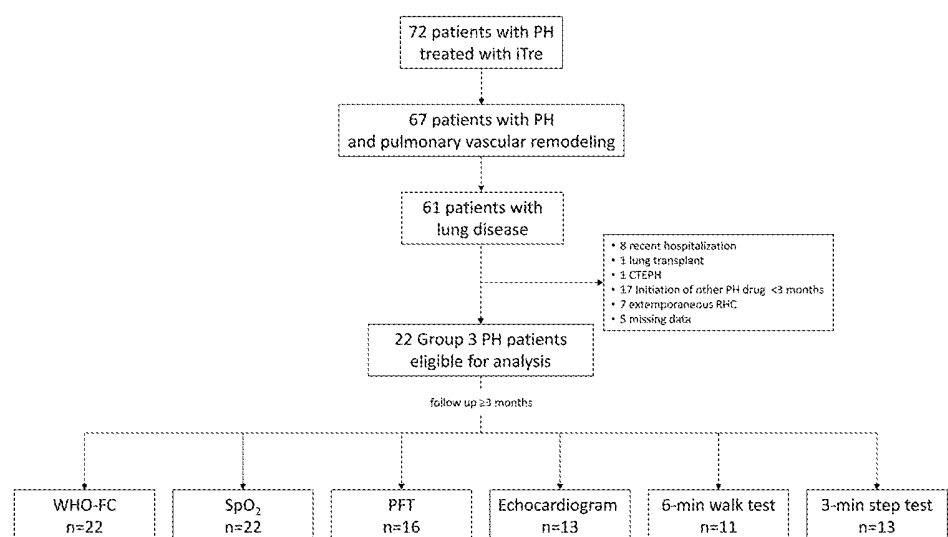 72 patients with PH
treated with iTre
67 patients with PH
and pulmonary vascular remodeling
61 patients with
lung disease
• 8 recent hospitalization
• 1 lung transplant
• 1 CTEPH
• 17 Initiation of other PH drug <3 months
• 7 extemporaneous RHC
• 5 missing data
22 Group 3 PH patients
eligible for analysis
follow up ≥3 months
WHO-FC
n=22
SpO₂
n=22
PFT
n=16
Echocardiogram
n=13
6-min walk test
n=11
3-min step test
n=13